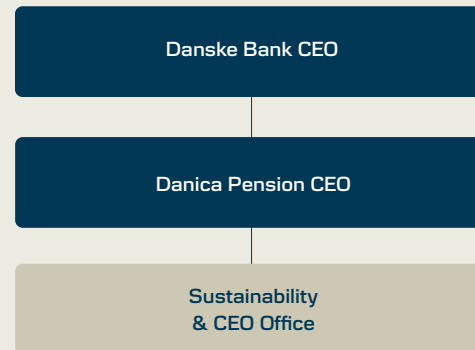 Danske Bank CEO
Danica Pension CEO
Sustainability
& CEO Office